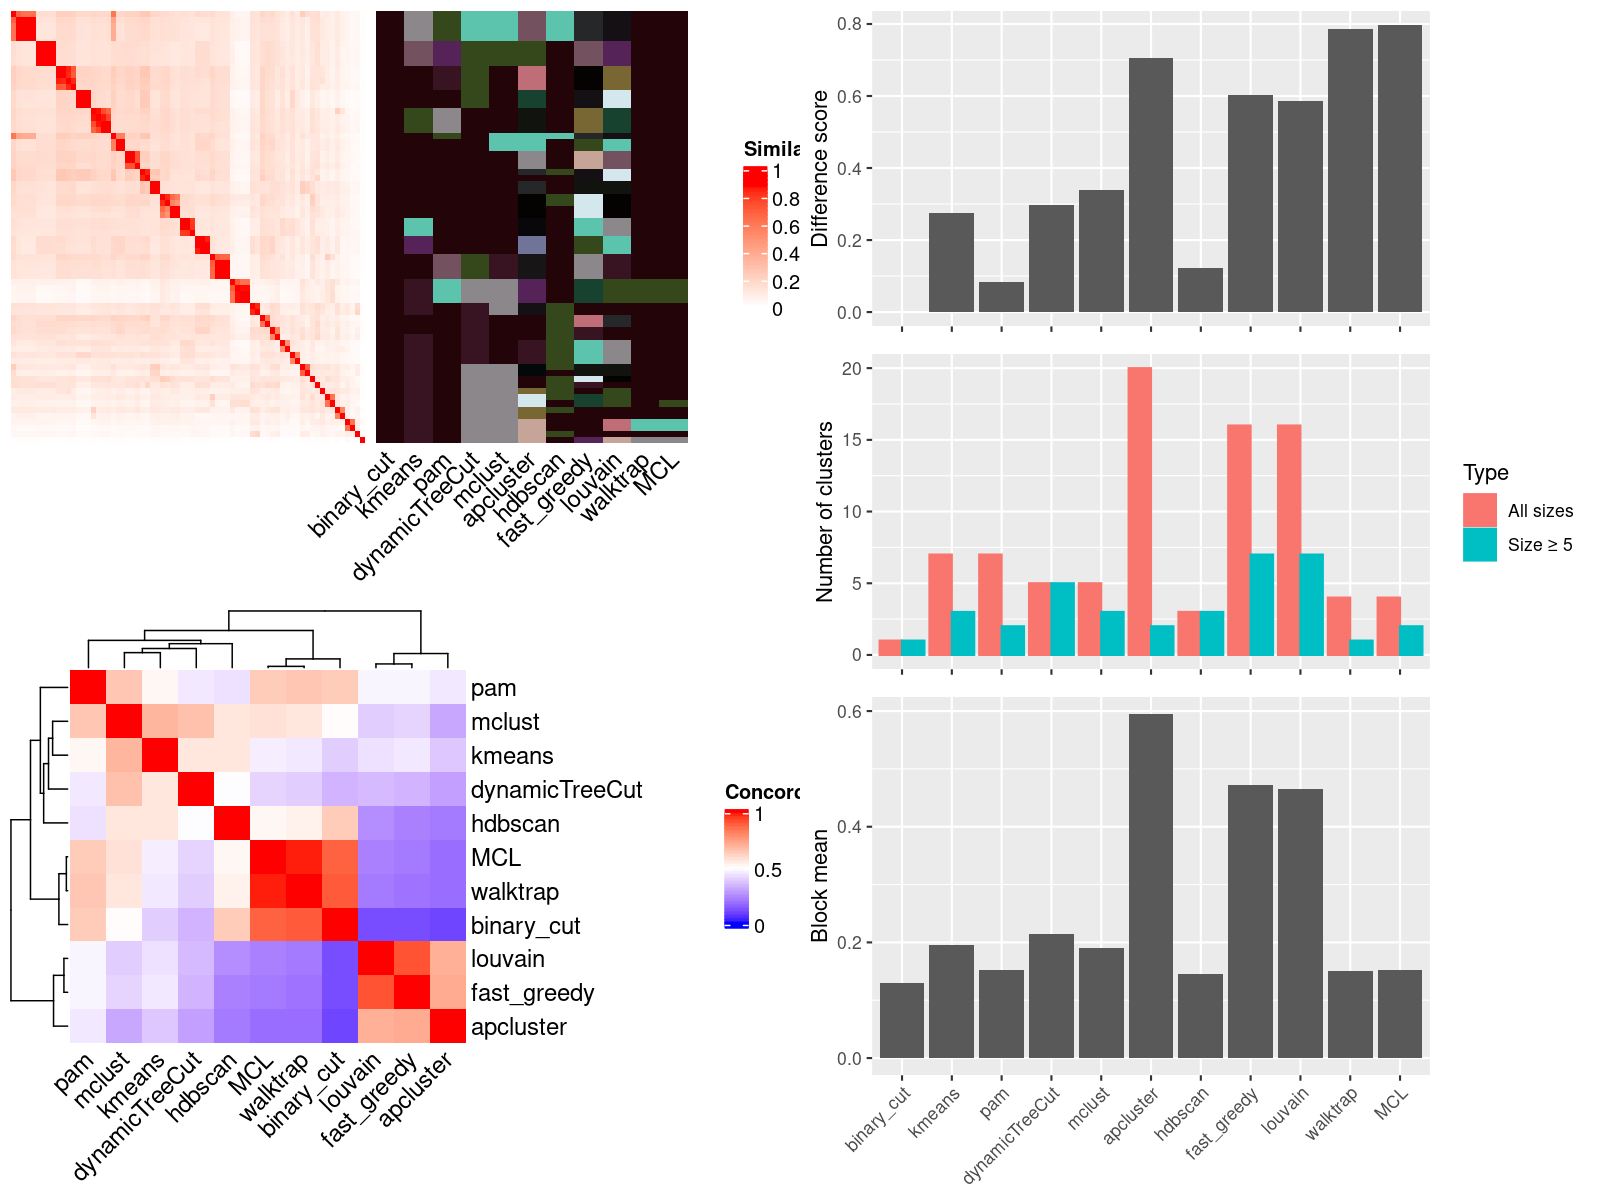 Simila
1
0.8
0.6
0.4
0.2
0
binary_cut
kmeans
pam
dynamicTreeCut
mclust
apcluster
hdbscan
fast_greedy
louvain
walktrap
MCL
pam
mclust
kmeans
dynamicTreeCut
hdbscan
MCL
walktrap
binary_cut
louvain
fast_greedy
apcluster
pam
mclust
kmeans
dynamicTreeCut
hdbscan
MCL
walktrap
binary_cut
louvain
fast_greedy
apcluster
Concord
1
0.5
0
Difference score
0.8
0.6
0.4
0.2
0.0
Number of clusters
20
15
10
5
0
Type
All sizes
Size ≥ 5
Block mean
0.6
0.4
0.2
0.0
binary_cut
kmeans
pam
dynamicTreeCut
mclust
apcluster
hdbscan
fast_greedy
louvain
walktrap
MCL